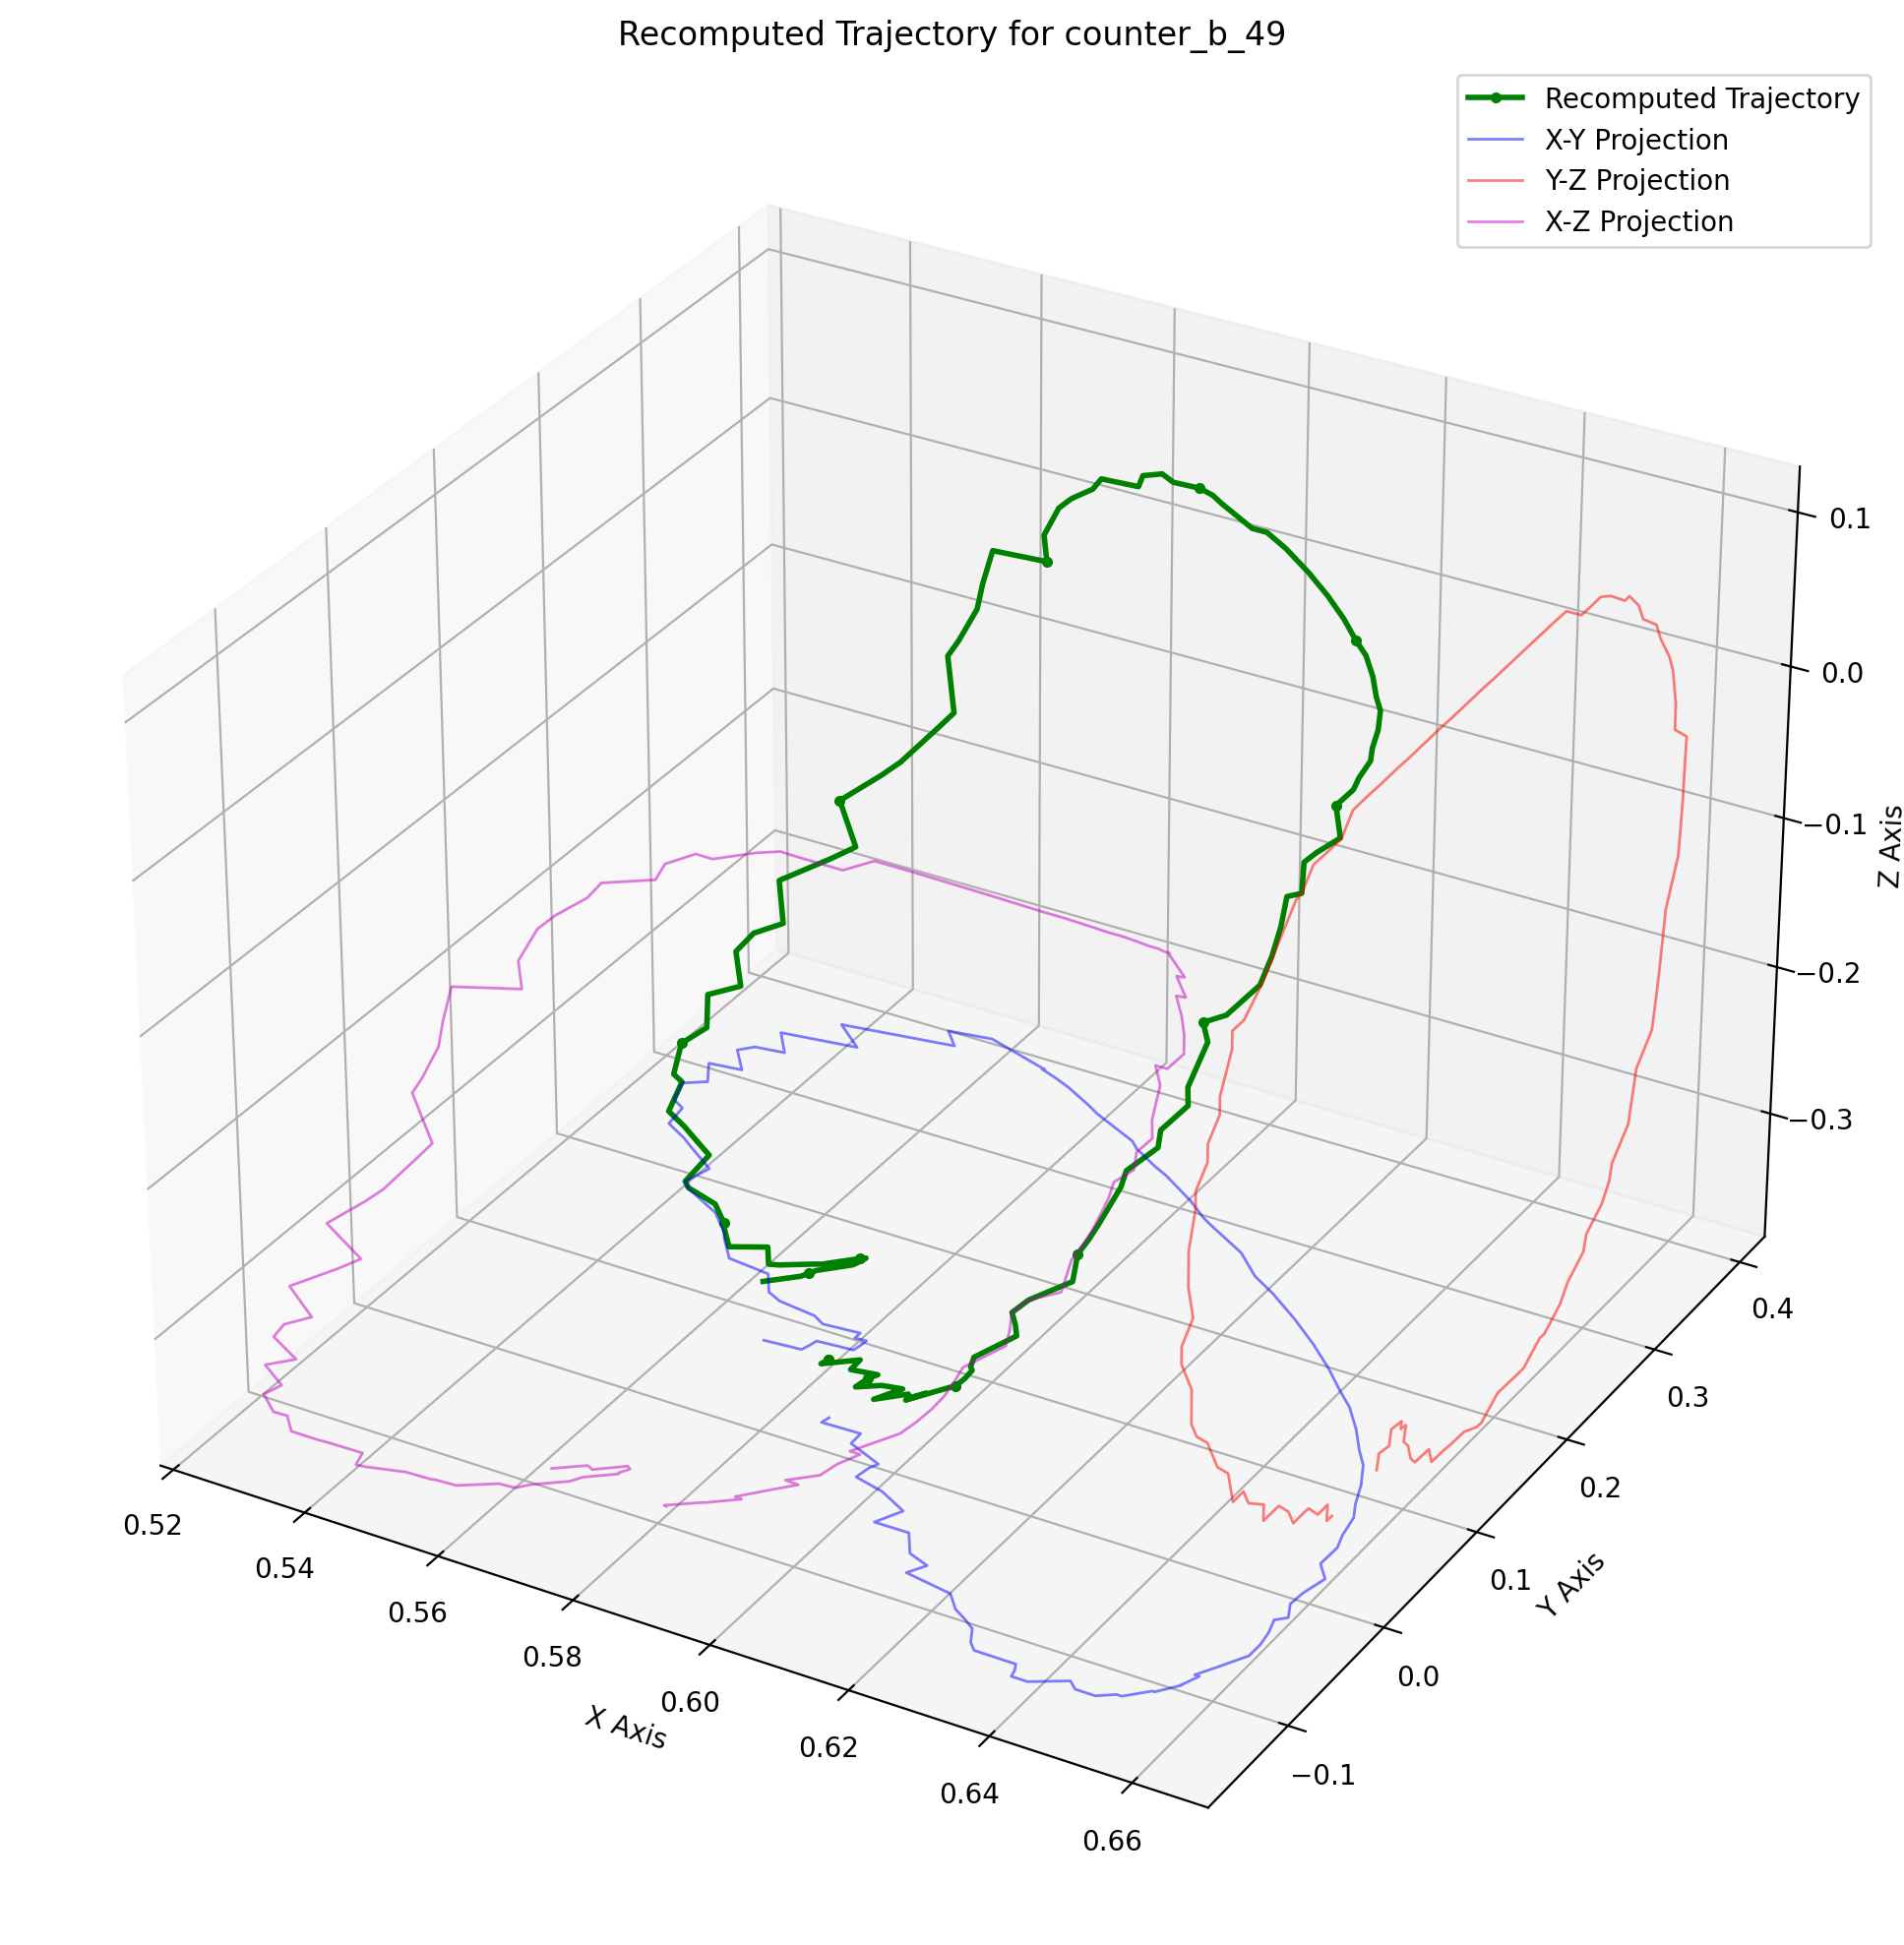 Recomputed Trajectory for counter_b_49
Recomputed Trajectory
X-Y Projection
Y-Z Projection
X-Z Projection
0.1
0.0
−0.1
−0.2
−0.3
Z Axis
0.4
0.3
0.2
0.1
0.0
−0.1
Y Axis
0.52
0.54
0.56
0.58
0.60
0.62
0.64
0.66
X Axis